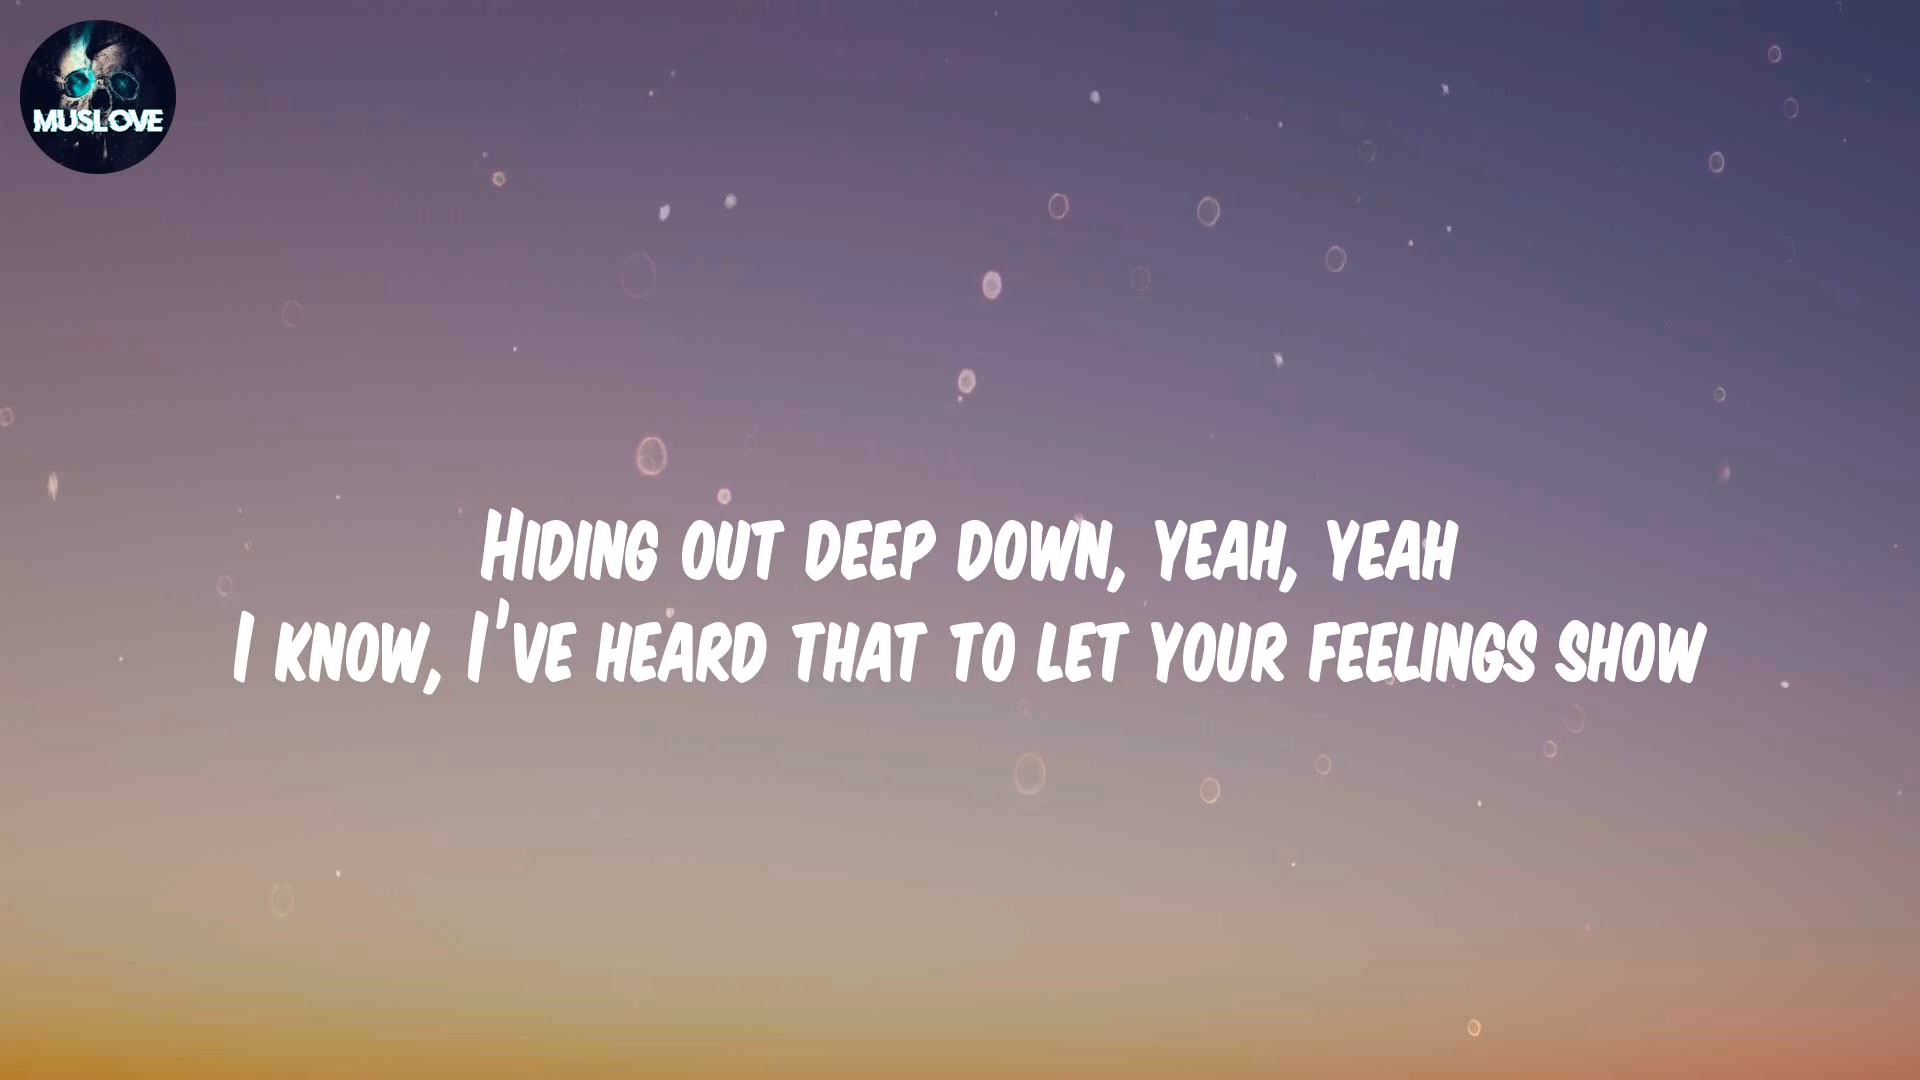 MUSLOVE
Hiding out deep down, yeah, yeah
I know, I've heard that to let your feelings show